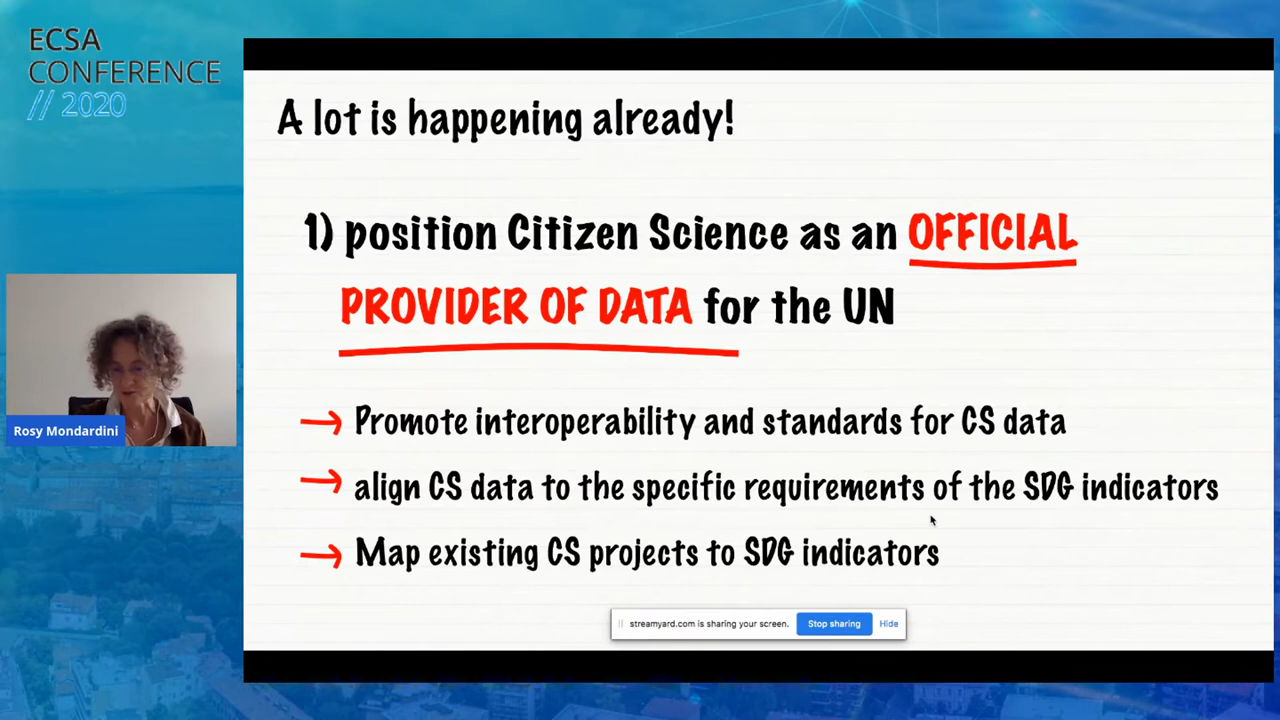 ECSA
CONFERENCE
// 2020
A lot is happening already!
1) position Citizen Science as an OFFICIAL
PROVIDER OF DATA for the UN
Promote interoperability and standards for CS data
align CS data to the specific requirements of the SDG indicators
Map existing CS projects to SDG indicators
Rosy Mondardini
streamyard.com is sharing your screen. Stop sharing Hide